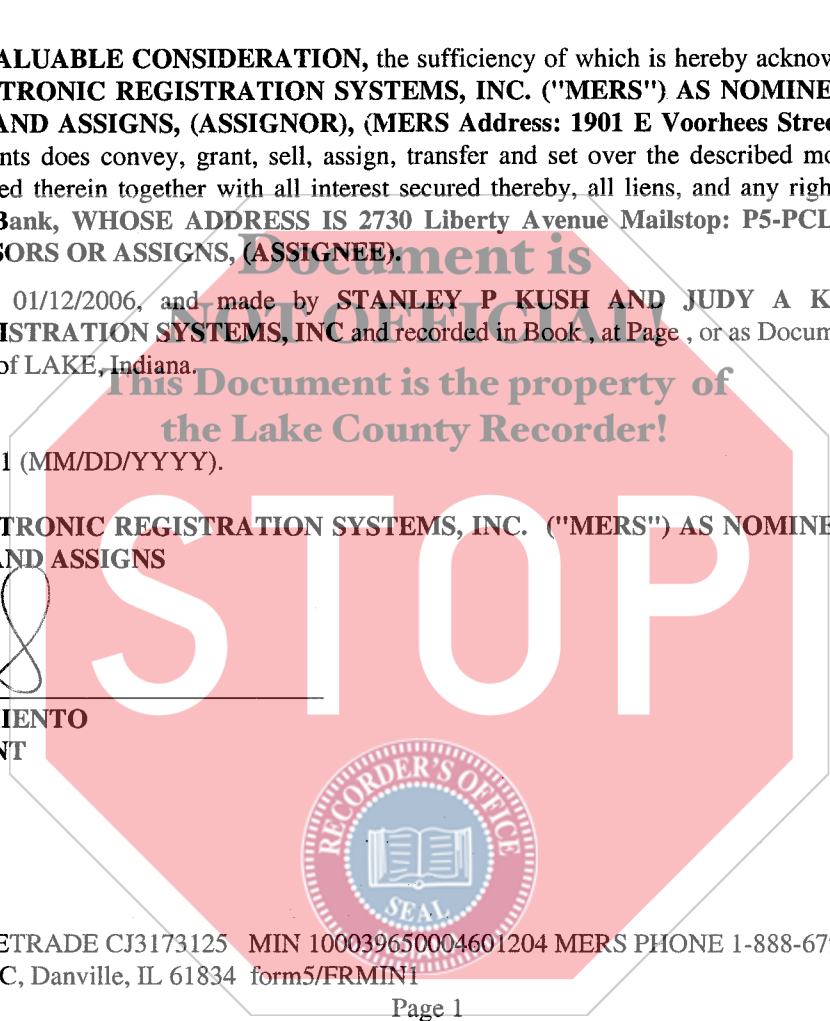 ALUABLE CONSIDERATION, the sufficiency of which is hereby acknow
TRONIC REGISTRATION SYSTEMS, INC. ("MERS") AS NOMINE
AND ASSIGNS, (ASSIGNOR), (MERS Address: 1901 E Voorhees Stree
nts does convey, grant, sell, assign, transfer and set over the described mo
ed therein together with all interest secured thereby, all liens, and any righ
Bank, WHOSE ADDRESS IS 2730 Liberty Avenue Mailstop: P5-PCL
SORS OR ASSIGNS, (ASSIGNEE).
Document is
01/12/2006, and made by STANLEY P KUSH AND JUDY A K
NOT OFFICIAL!
ISTRATION SYSTEMS, INC and recorded in Book , at Page , or as Docum
of LAKE, Indiana.
This Document is the property of
the Lake County Recorder!
1 (MM/DD/YYYY).
STOP
TRONIC REGISTRATION SYSTEMS, INC. ("MERS") AS NOMINE
AND ASSIGNS
IENTO
NT
RECORDER'S OFFICE
SEAL
ETRADE CJ3173125 MIN 100039650004601204 MERS PHONE 1-888-679
C, Danville, IL 61834 form5/FRMIN1
Page 1